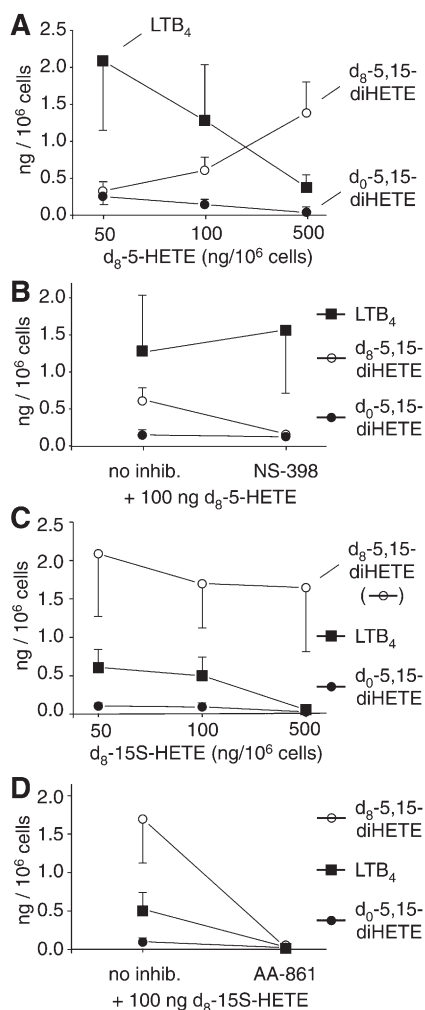 A
LTB4
2.5
2.0
1.5
1.0
0.5
0.0
ng / 10^6 cells
d8-5,15-
diHETE
d0-5,15-
diHETE
50 100 500
d8-5-HETE (ng/10^6 cells)
B
2.0
1.5
1.0
0.5
0.0
ng / 10^6 cells
LTB4
d8-5,15-
diHETE
d0-5,15-
diHETE
no inhib. NS-398
+ 100 ng d8-5-HETE
C
2.5
2.0
1.5
1.0
0.5
0.0
ng / 10^6 cells
d8-5,15-
diHETE
( )
LTB4
d0-5,15-
diHETE
50 100 500
d8-15S-HETE (ng/10^6 cells)
D
2.0
1.5
1.0
0.5
0.0
ng / 10^6 cells
d8-5,15-
diHETE
LTB4
d0-5,15-
diHETE
no inhib. AA-861
+ 100 ng d8-15S-HETE